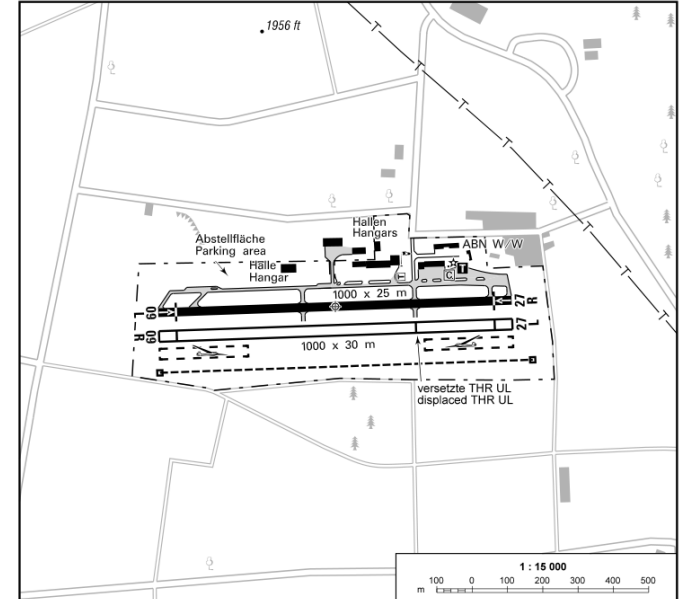 1956 ft
Hallen
Hangars
Abstellfläche
Parking area
ABN W/W
Halle
Hangar
C
T
1000 x 25 m
09
L
27
R
09
R
27
L
1000 x 30 m
versetzte THR UL
displaced THR UL
T
T
T
T
T
T
T
1 : 15 000
m 100 0 100 200 300 400 500